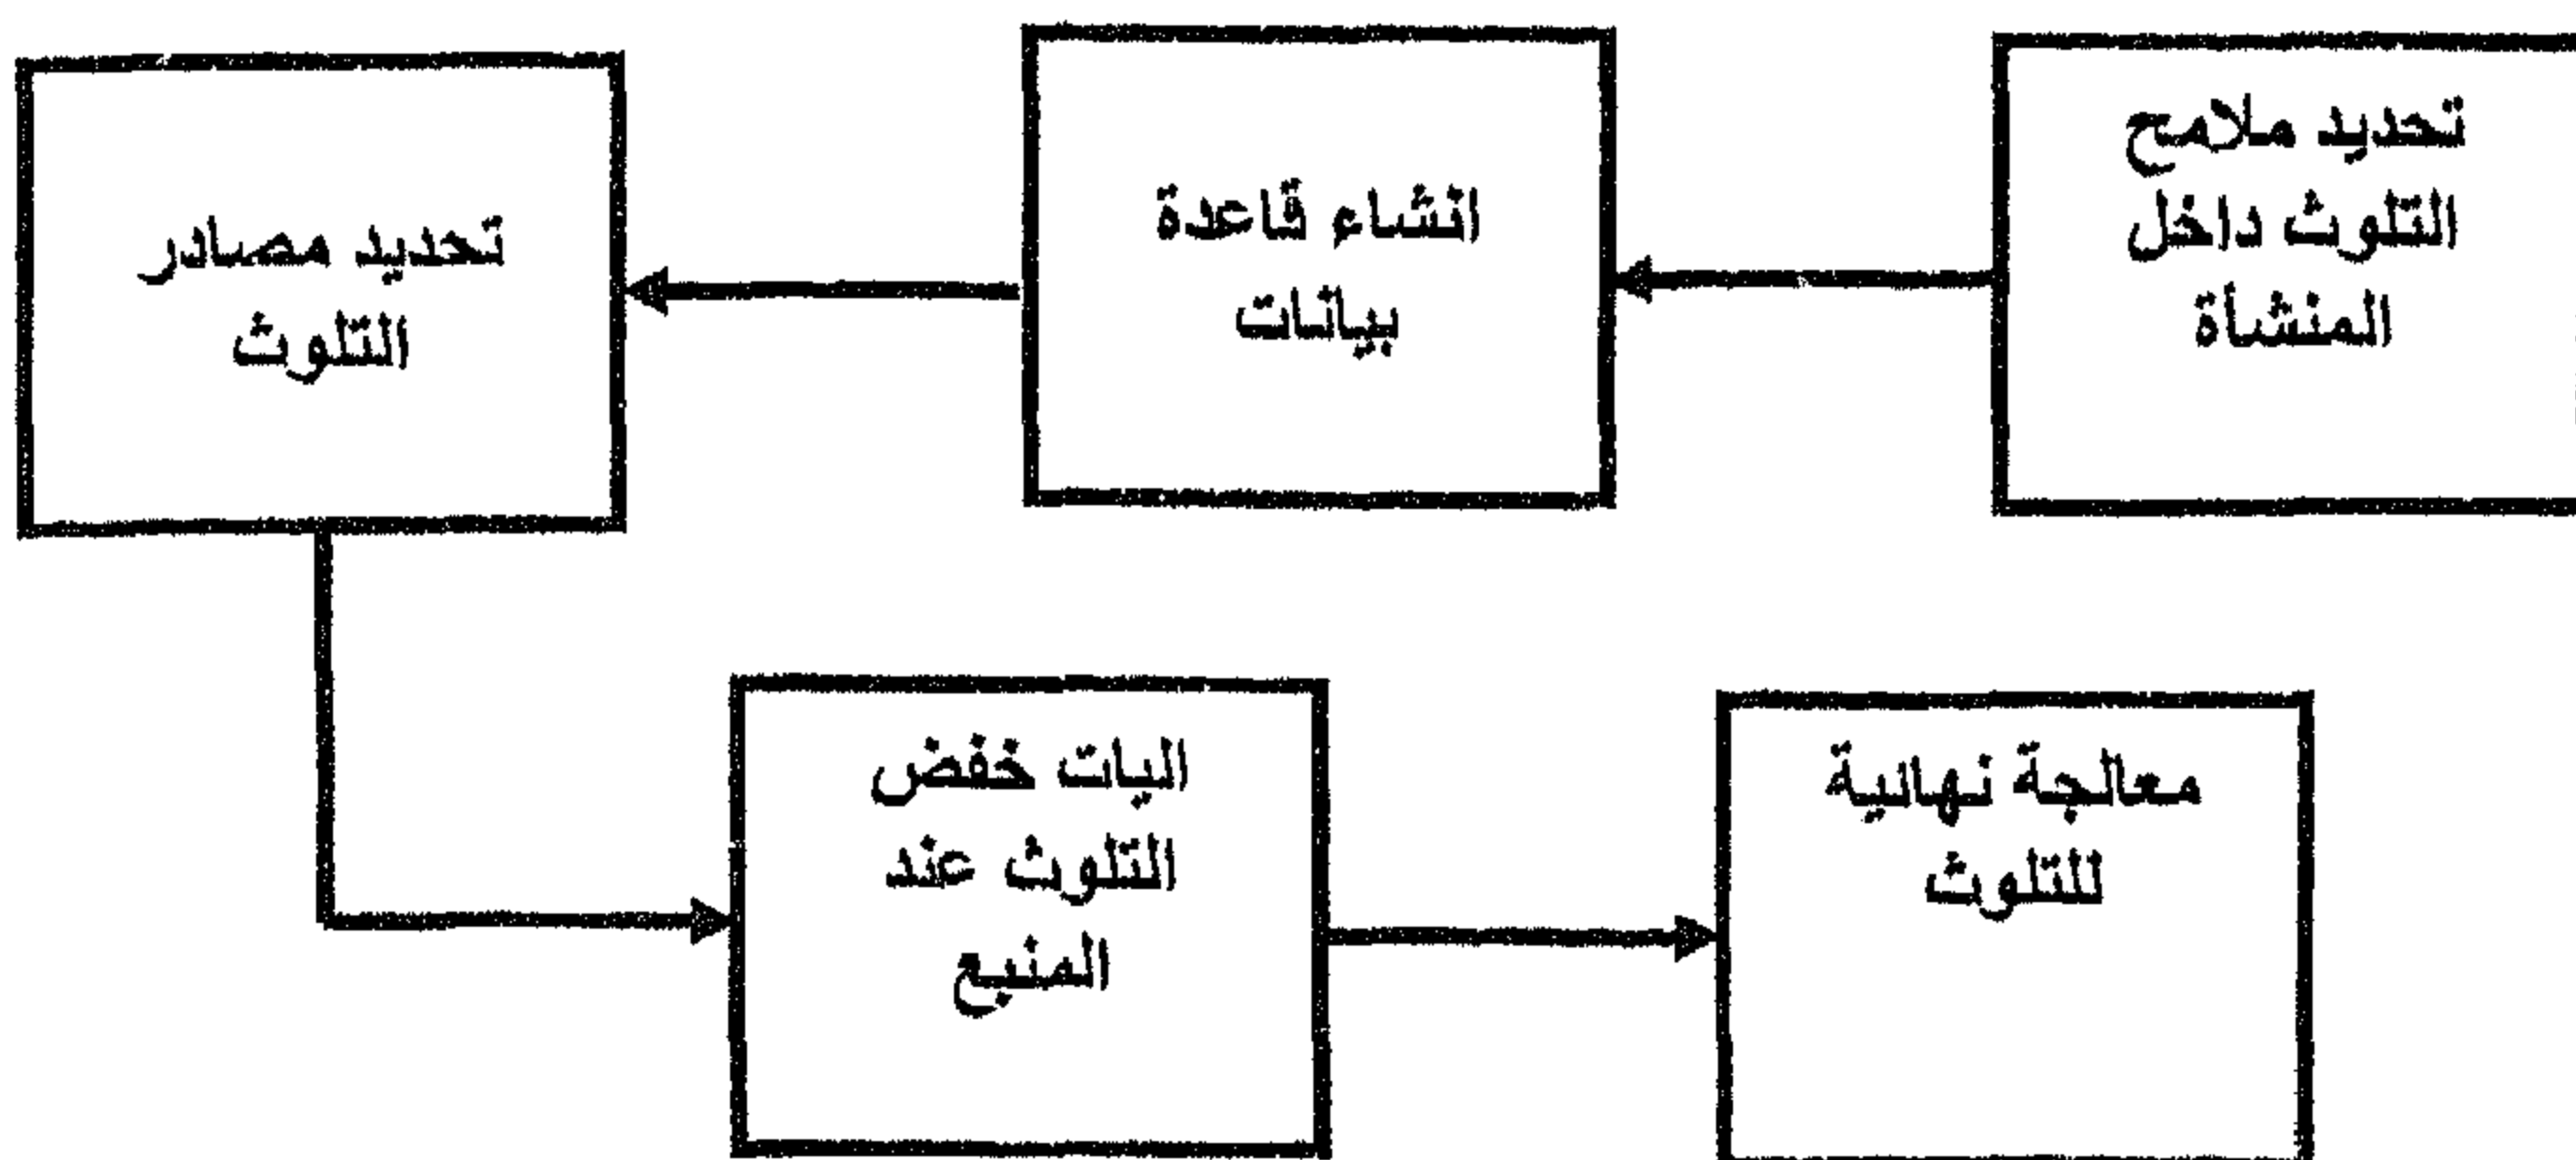 تحديد ملامح
التلوث داخل
المنشأة
انشاء قاعدة
بيانات
تحديد مصادر
التلوث
اليات خفض
التلوث عند
المنبع
معالجة نهائية
للتلوث